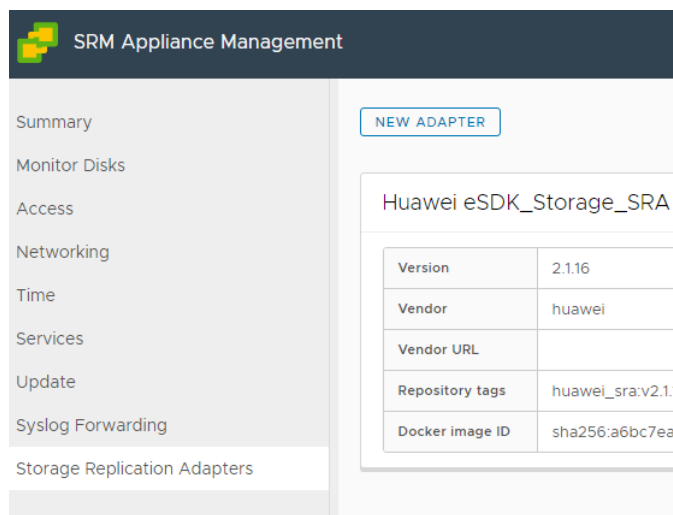 SRM Appliance Management
Summary
Monitor Disks
Access
Networking
Time
Services
Update
Syslog Forwarding
Storage Replication Adapters
NEW ADAPTER
Huawei eSDK_Storage_SRA
Version 2.1.16
Vendor huawei
Vendor URL
Repository tags huawei_sra:v2.1.
Docker image ID sha256:a6bc7ea